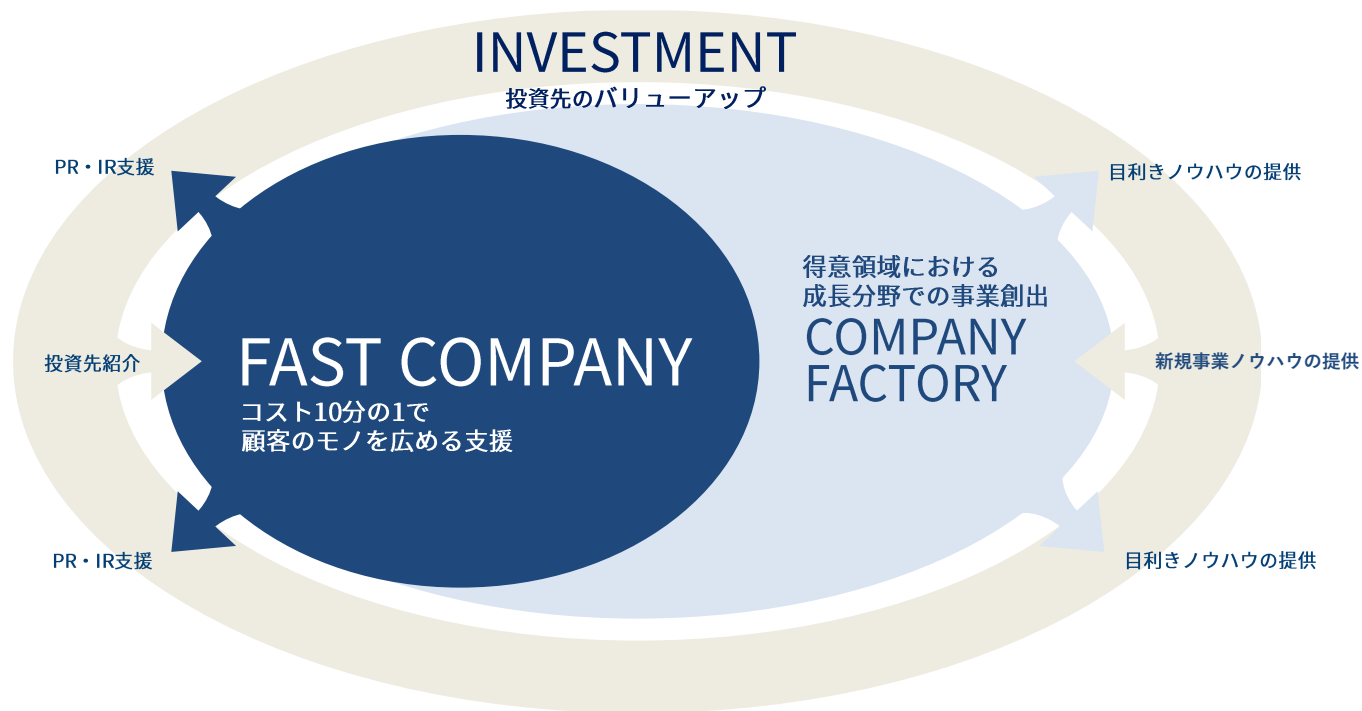 INVESTMENT
投資先のバリューアップ
PR・IR支援
目利きノウハウの提供
得意領域における
成長分野での事業創出
COMPANY
FACTORY
FAST COMPANY
コスト10分の1で
顧客のモノを広める支援
投資先紹介
新規事業ノウハウの提供
PR・IR支援
目利きノウハウの提供